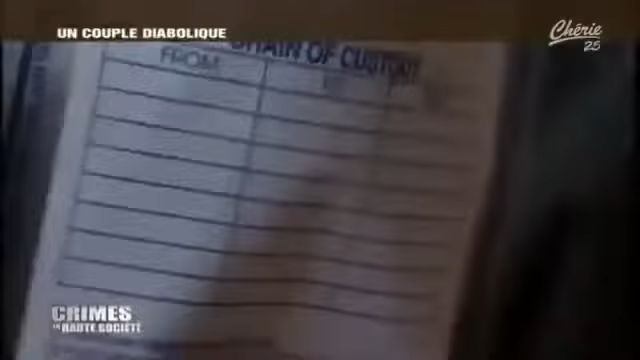 UN COUPLE DIABOLIQUE
Chérie
25
CHAIN OF CUSTODY
FROM
CRIMES
EN HAUTE SOCIÉTÉ